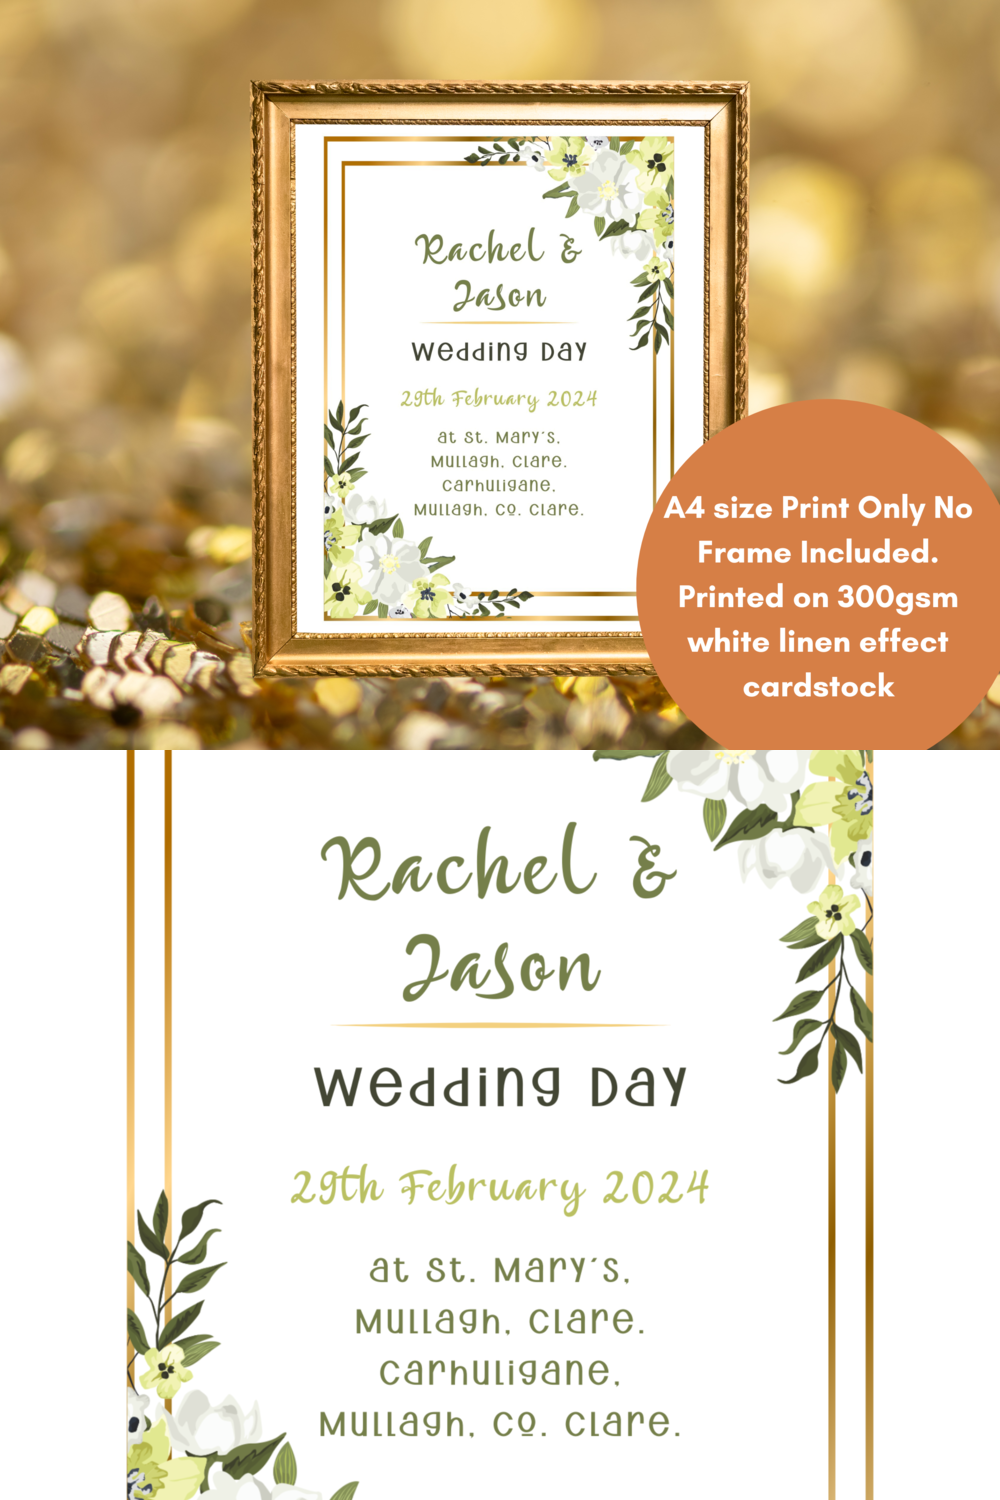 Rachel &
Jason
Wedding Day
29th February 2024
at St. Mary's,
Mullagh, Clare.
Carhuligane,
Mullagh, Co. Clare.
A4 size Print Only No
Frame Included.
Printed on 300gsm
white linen effect
cardstock
Rachel &
Jason
Wedding Day
29th February 2024
at St. Mary's,
Mullagh, Clare.
Carhuligane,
Mullagh, Co. Clare.